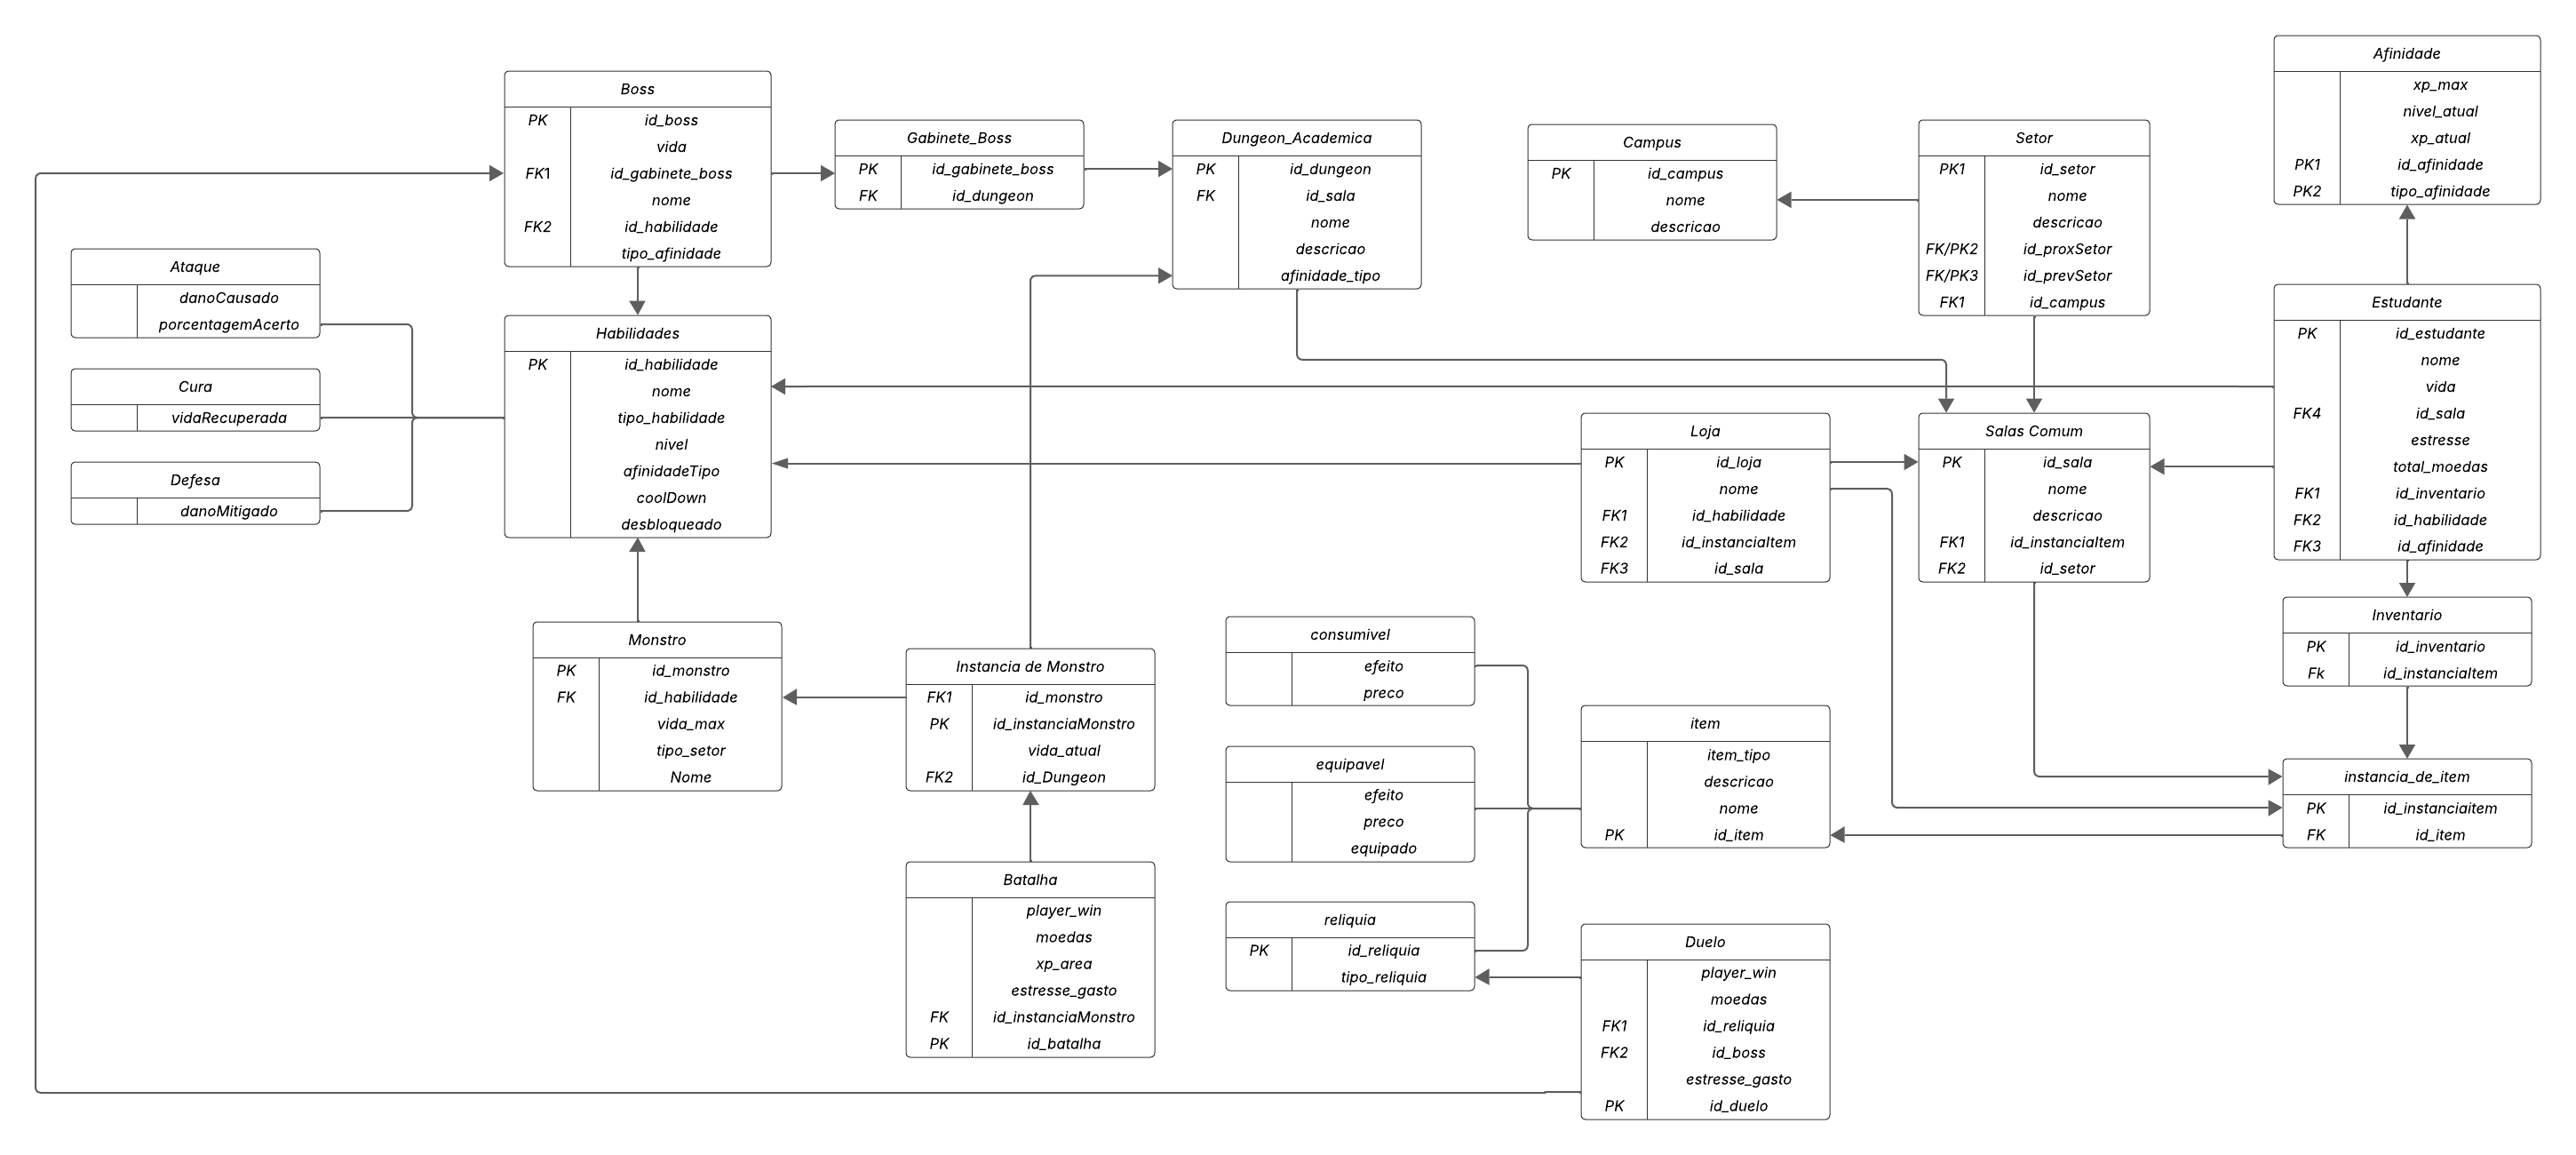 Boss
PK id_boss
vida
FK1 id_gabinete_boss
nome
FK2 id_habilidade
tipo_afinidade
Gabinete_Boss
PK id_gabinete_boss
FK id_dungeon
Dungeon_Academica
PK id_dungeon
FK id_sala
nome
descricao
afinidade_tipo
Campus
PK id_campus
nome
descricao
Setor
PK1 id_setor
nome
descricao
FK/PK2 id_proxSetor
FK/PK3 id_prevSetor
FK1 id_campus
Afinidade
xp_max
nivel_atual
xp_atual
PK1 id_afinidade
PK2 tipo_afinidade
Ataque
danoCausado
porcentagemAcerto
Cura
vidaRecuperada
Defesa
danoMitigado
Habilidades
PK id_habilidade
nome
tipo_habilidade
nivel
afinidadeTipo
coolDown
desbloqueado
Estudante
PK id_estudante
nome
vida
FK4 id_sala
estresse
total_moedas
FK1 id_inventario
FK2 id_habilidade
FK3 id_afinidade
Loja
PK id_loja
nome
FK1 id_habilidade
FK2 id_instanciaItem
FK3 id_sala
Salas Comum
PK id_sala
nome
descricao
FK1 id_instanciaItem
FK2 id_setor
Monstro
PK id_monstro
FK id_habilidade
vida_max
tipo_setor
Nome
Instancia de Monstro
FK1 id_monstro
PK id_instanciaMonstro
vida_atual
FK2 id_Dungeon
consumivel
efeito
preco
equipavel
efeito
preco
equipado
reliquia
PK id_reliquia
tipo_reliquia
item
item_tipo
descricao
nome
PK id_item
Inventario
PK id_inventario
Fk id_instanciaItem
instancia_de_item
PK id_instanciaitem
FK id_item
Batalha
player_win
moedas
xp_area
estresse_gasto
FK id_instanciaMonstro
PK id_batalha
Duelo
player_win
moedas
FK1 id_reliquia
FK2 id_boss
estresse_gasto
PK id_duelo